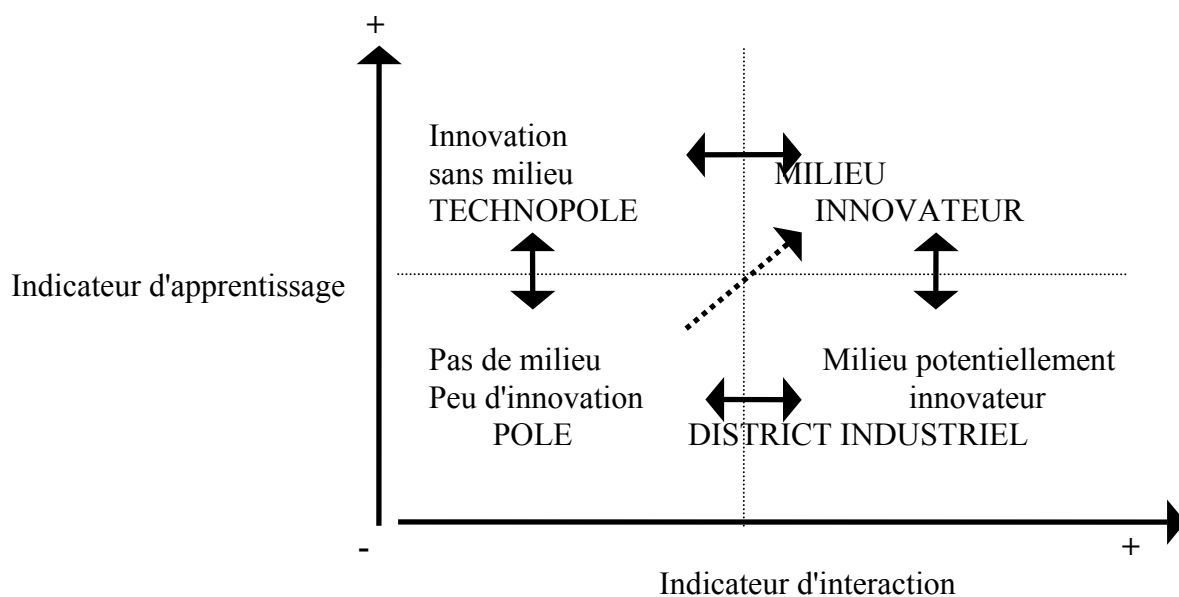 +
Innovation
sans milieu
TECHNOPOLE
MILIEU
INNOVATEUR
Indicateur d'apprentissage
Pas de milieu
Peu d'innovation
POLE
Milieu potentiellement
innovateur
DISTRICT INDUSTRIEL
-
+
Indicateur d'interaction